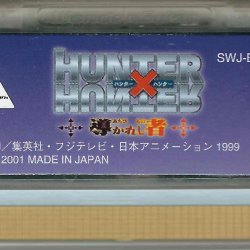 SWJ-B
HUNTER
ハンター × ハンター
HUNTER
導かれし者
/集英社・フジテレビ・日本アニメーション 1999
2001 MADE IN JAPAN